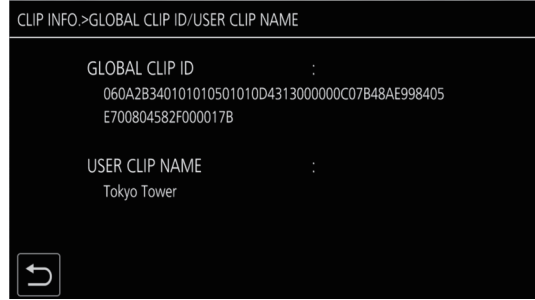 CLIP INFO.>GLOBAL CLIP ID/USER CLIP NAME
GLOBAL CLIP ID :
060A2B340101010501010D4313000000C07B48AE998405
E700804582F000017B
USER CLIP NAME :
Tokyo Tower